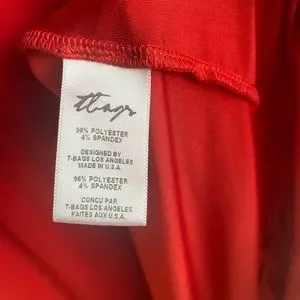 tbags
96% POLYESTER
4% SPANDEX
DESIGNED BY
T-BAGS LOS ANGELES
MADE IN U.S.A.
96% POLYESTER
4% SPANDEX
CONÇU PAR
T-BAGS LOS ANGELES
FAITES AUX U.S.A.